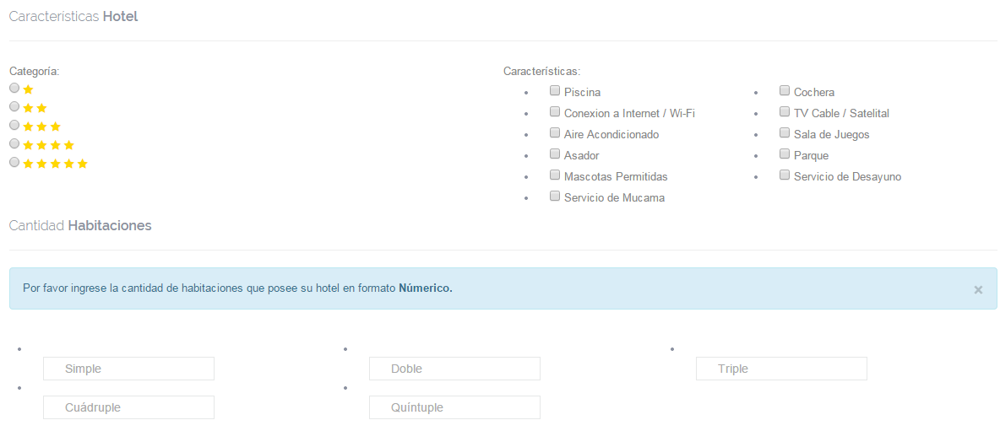 Características Hotel
Categoría:
Características:
Piscina
Cochera
Conexion a Internet / Wi-Fi
TV Cable / Satelital
Aire Acondicionado
Sala de Juegos
Asador
Parque
Mascotas Permitidas
Servicio de Desayuno
Servicio de Mucama
Cantidad Habitaciones
Por favor ingrese la cantidad de habitaciones que posee su hotel en formato Númerico.
×
Simple
Doble
Triple
Cuádruple
Quíntuple